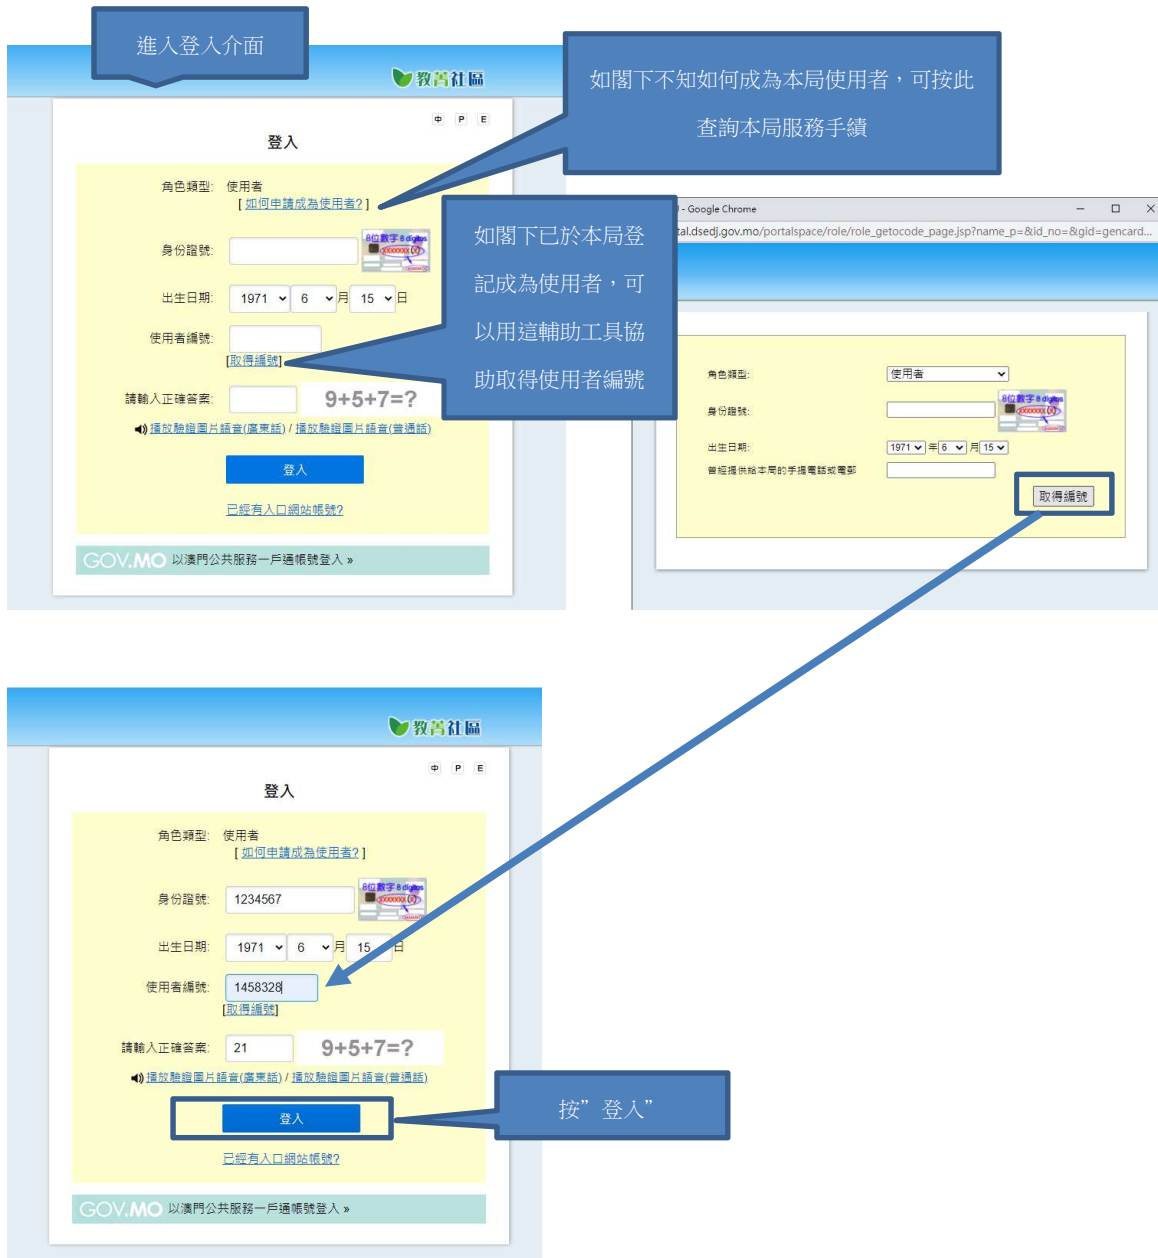 進入登入介面
教菁社區
如閣下不知如何成為本局使用者，可按此
查詢本局服務手續
中 P E
登入
角色類型: 使用者
[ 如何申請成為使用者? ]
身份證號:
8位數字 8 digitos
出生日期: 1971 6 月 15 日
使用者編號:
[取得編號]
請輸入正確答案: 9+5+7=?
播放驗證圖片語音(廣東話) / 播放驗證圖片語音(普通話)
登入
已經有入口網站帳號?
GOV.MO 以澳門公共服務一戶通帳號登入 »
如閣下已於本局登
記成為使用者，可
以用這輔助工具協
助取得使用者編號
- Google Chrome
tal.dsedj.gov.mo/portalspace/role/role_getocode_page.jsp?name_p=&id_no=&gid=gencard...
角色類型: 使用者
身份證號:
8位數字 8 digitos
出生日期: 1971 年 6 月 15
曾經提供給本局的手提電話或電郵
取得編號
教菁社區
中 P E
登入
角色類型: 使用者
[ 如何申請成為使用者? ]
身份證號: 1234567
8位數字 8 digitos
出生日期: 1971 6 月 15 日
使用者編號: 1458328
[取得編號]
請輸入正確答案: 21 9+5+7=?
播放驗證圖片語音(廣東話) / 播放驗證圖片語音(普通話)
登入
按”登入”
已經有入口網站帳號?
GOV.MO 以澳門公共服務一戶通帳號登入 »